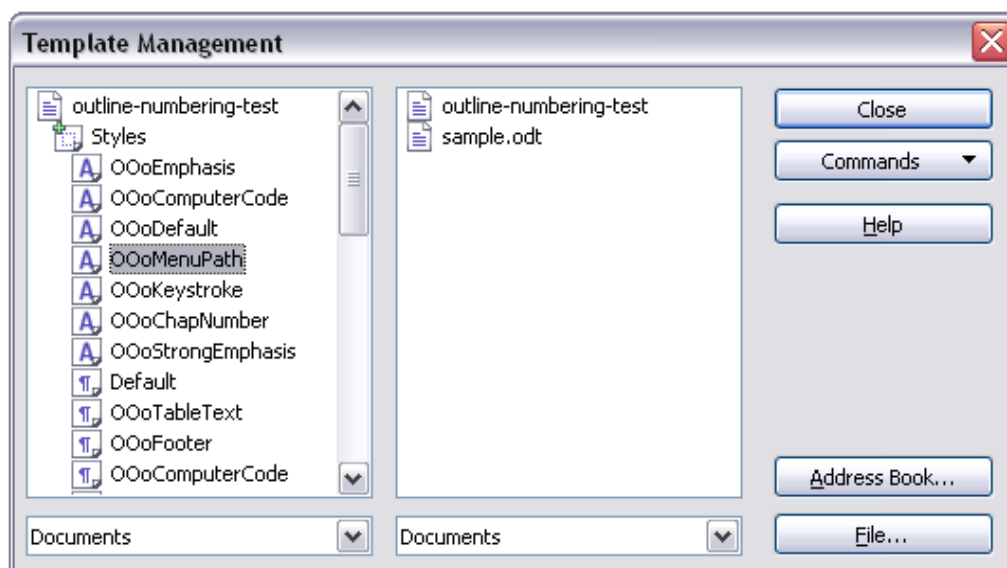 Template Management
outline-numbering-test
Styles
OOoEmphasis
OOoComputerCode
OOoDefault
OOoMenuPath
OOoKeystroke
OOoChapNumber
OOoStrongEmphasis
Default
OOoTableText
OOoFooter
OOoComputerCode
Documents
outline-numbering-test
sample.odt
Documents
Close
Commands
Help
Address Book...
File...